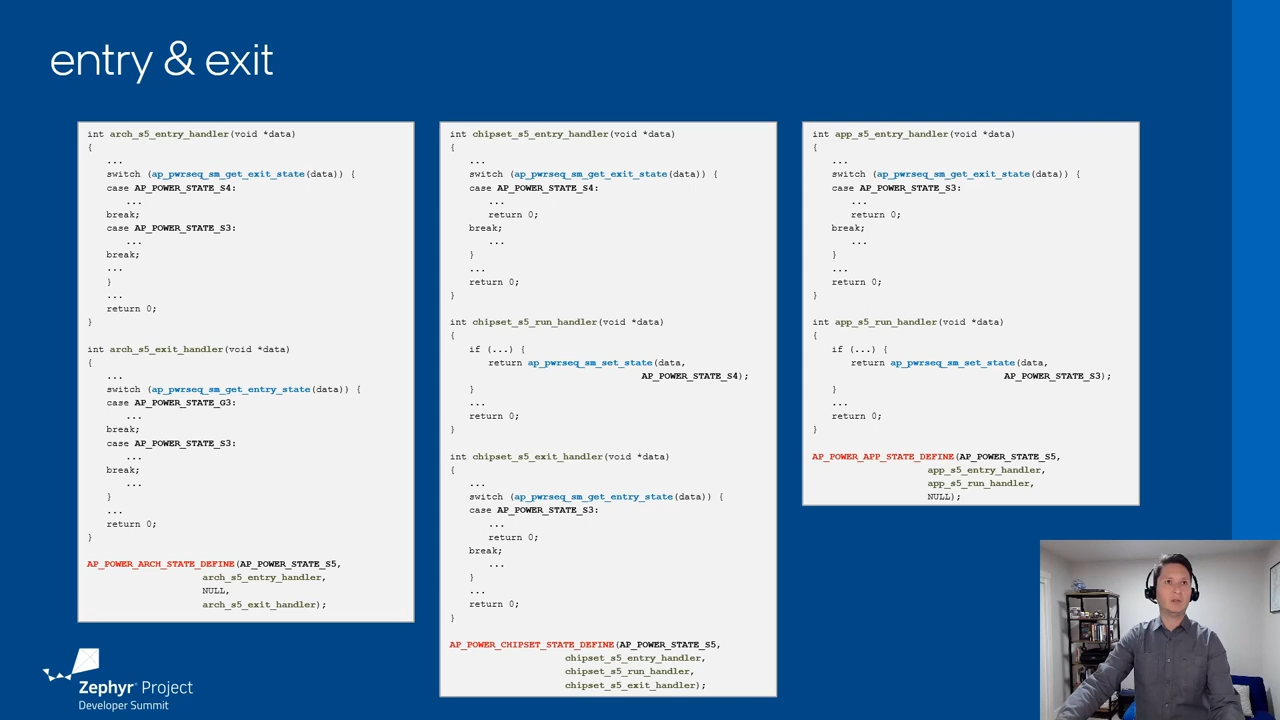 entry & exit
int arch_s5_entry_handler(void *data)
{
...
switch (ap_pwrseq_sm_get_exit_state(data)) {
case AP_POWER_STATE_S4:
...
break;
case AP_POWER_STATE_S3:
...
break;
...
}
...
return 0;
}
int arch_s5_exit_handler(void *data)
{
...
switch (ap_pwrseq_sm_get_entry_state(data)) {
case AP_POWER_STATE_G3:
...
break;
case AP_POWER_STATE_S3:
...
break;
...
}
...
return 0;
}
AP_POWER_ARCH_STATE_DEFINE(AP_POWER_STATE_S5,
arch_s5_entry_handler,
NULL,
arch_s5_exit_handler);
int chipset_s5_entry_handler(void *data)
{
...
switch (ap_pwrseq_sm_get_exit_state(data)) {
case AP_POWER_STATE_S4:
...
return 0;
break;
...
}
...
return 0;
}
int chipset_s5_run_handler(void *data)
{
if (...) {
return ap_pwrseq_sm_set_state(data,
AP_POWER_STATE_S4);
}
...
return 0;
}
int chipset_s5_exit_handler(void *data)
{
...
switch (ap_pwrseq_sm_get_entry_state(data)) {
case AP_POWER_STATE_S3:
...
return 0;
break;
...
}
...
return 0;
}
AP_POWER_CHIPSET_STATE_DEFINE(AP_POWER_STATE_S5,
chipset_s5_entry_handler,
chipset_s5_run_handler,
chipset_s5_exit_handler);
int app_s5_entry_handler(void *data)
{
...
switch (ap_pwrseq_sm_get_exit_state(data)) {
case AP_POWER_STATE_S3:
...
return 0;
break;
...
}
...
return 0;
}
int app_s5_run_handler(void *data)
{
if (...) {
return ap_pwrseq_sm_set_state(data,
AP_POWER_STATE_S3);
}
...
return 0;
}
AP_POWER_APP_STATE_DEFINE(AP_POWER_STATE_S5,
app_s5_entry_handler,
app_s5_run_handler,
NULL);
Zephyr® Project
Developer Summit